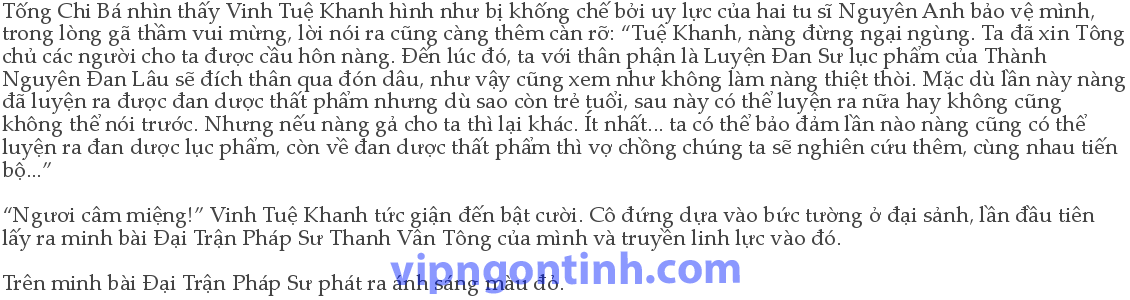 Tống Chi Bá nhìn thấy Vinh Tuệ Khanh hình như bị khống chế bởi uy lực của hai tu sĩ Nguyên Anh bảo vệ mình,
trong lòng gã thầm vui mừng, lời nói ra cũng càng thêm càn rỡ: “Tuệ Khanh, nàng đừng ngại ngùng. Ta đã xin Tông
chủ các người cho ta được cầu hôn nàng. Đến lúc đó, ta với thân phận là Luyện Đan Sư lục phẩm của Thành
Nguyên Đan Lâu sẽ đích thân qua đón dâu, như vậy cũng xem như không làm nàng thiệt thòi. Mặc dù lần này nàng
đã luyện ra được đan dược thất phẩm nhưng dù sao còn trẻ tuổi, sau này có thể luyện ra nữa hay không cũng
không thể nói trước. Nhưng nếu nàng gả cho ta thì lại khác. Ít nhất... ta có thể bảo đảm lần nào nàng cũng có thể
luyện ra đan dược lục phẩm, còn về đan dược thất phẩm thì vợ chồng chúng ta sẽ nghiên cứu thêm, cùng nhau tiến
bộ...”
“Ngươi câm miệng!” Vinh Tuệ Khanh tức giận đến bật cười. Cô đứng dựa vào bức tường ở đại sảnh, lần đầu tiên
lấy ra minh bài Đại Trận Pháp Sư Thanh Vân Tông của mình và truyền linh lực vào đó.
Trên minh bài Đại Trận Pháp Sư phát ra ánh sáng màu đỏ.
vipngontinh.com